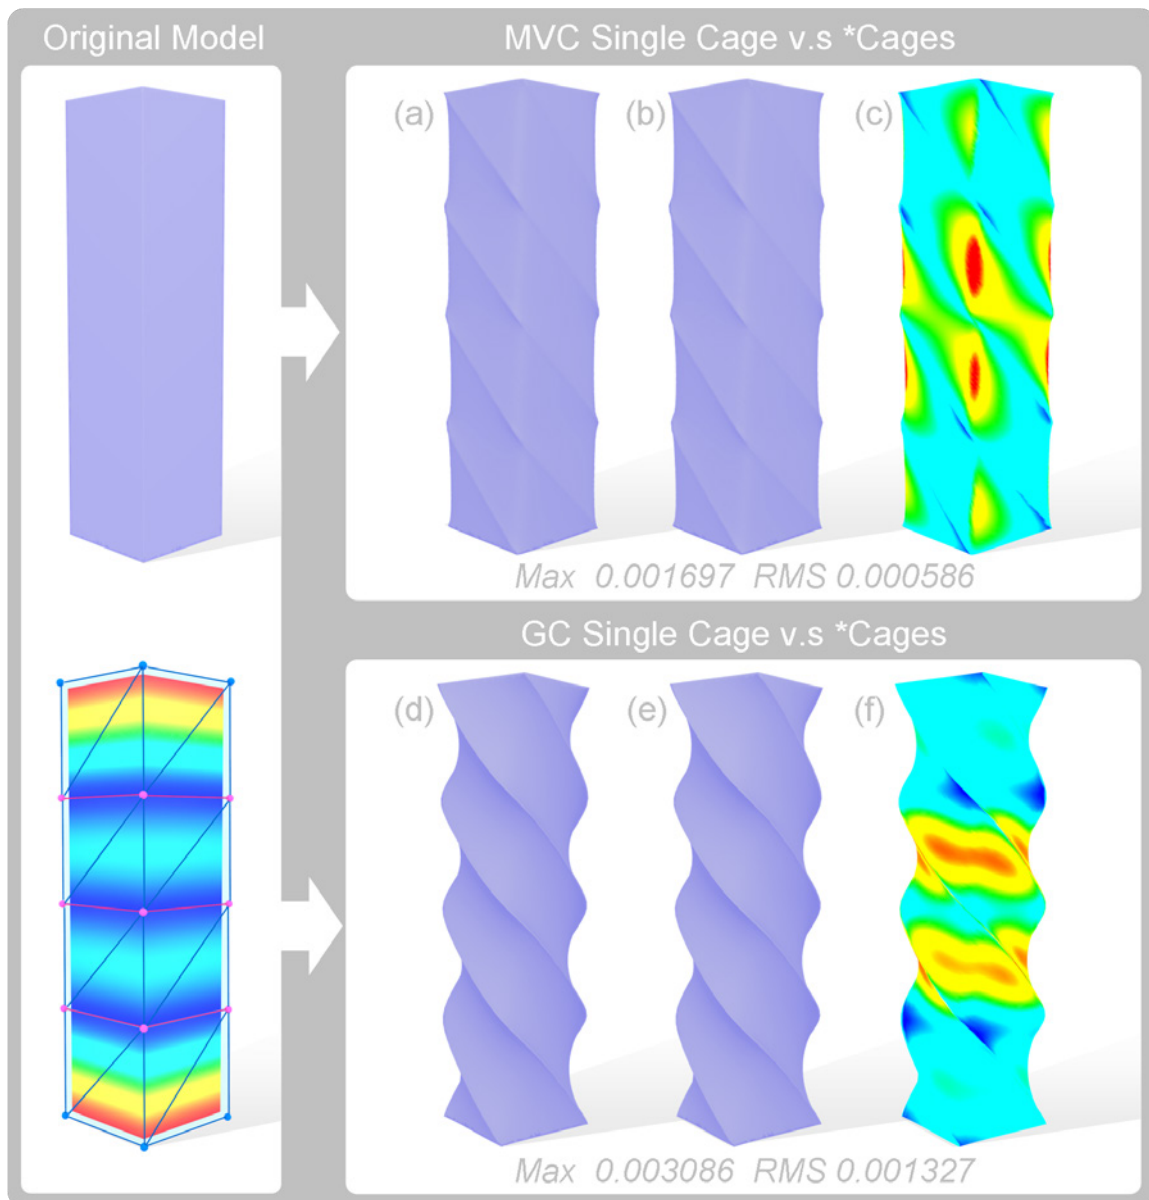 Original Model
MVC Single Cage v.s *Cages
(a)
(b)
(c)
Max 0.001697 RMS 0.000586
GC Single Cage v.s *Cages
(d)
(e)
(f)
Max 0.003086 RMS 0.001327